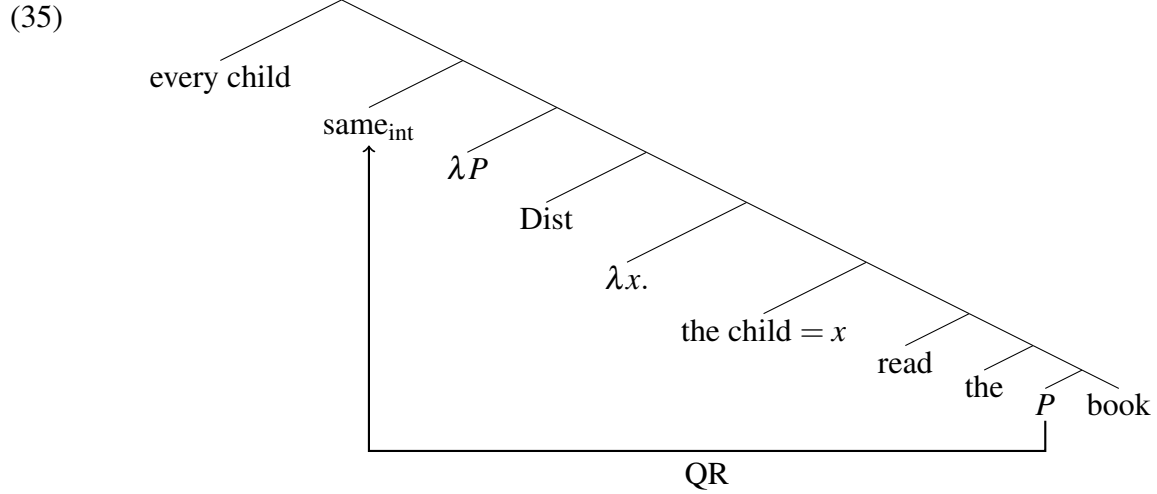 (35)
every child
same_int
λP
Dist
λx.
the child = x
read
the
P book
QR